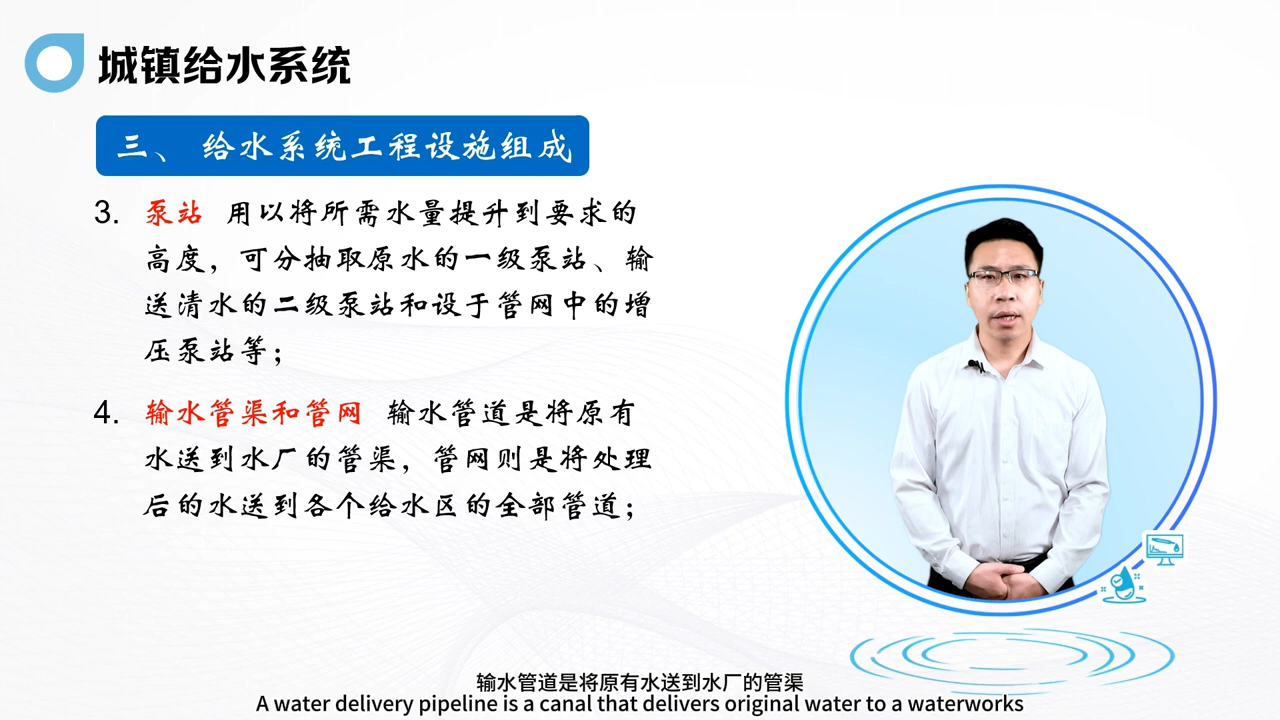 城镇给水系统
三、 给水系统工程设施组成
3. 泵站 用以将所需水量提升到要求的
高度，可分抽取原水的一级泵站、输
送清水的二级泵站和设于管网中的增
压泵站等；
4. 输水管渠和管网 输水管道是将原有
水送到水厂的管渠，管网则是将处理
后的水送到各个给水区的全部管道；
输水管道是将原有水送到水厂的管渠
A water delivery pipeline is a canal that delivers original water to a waterworks